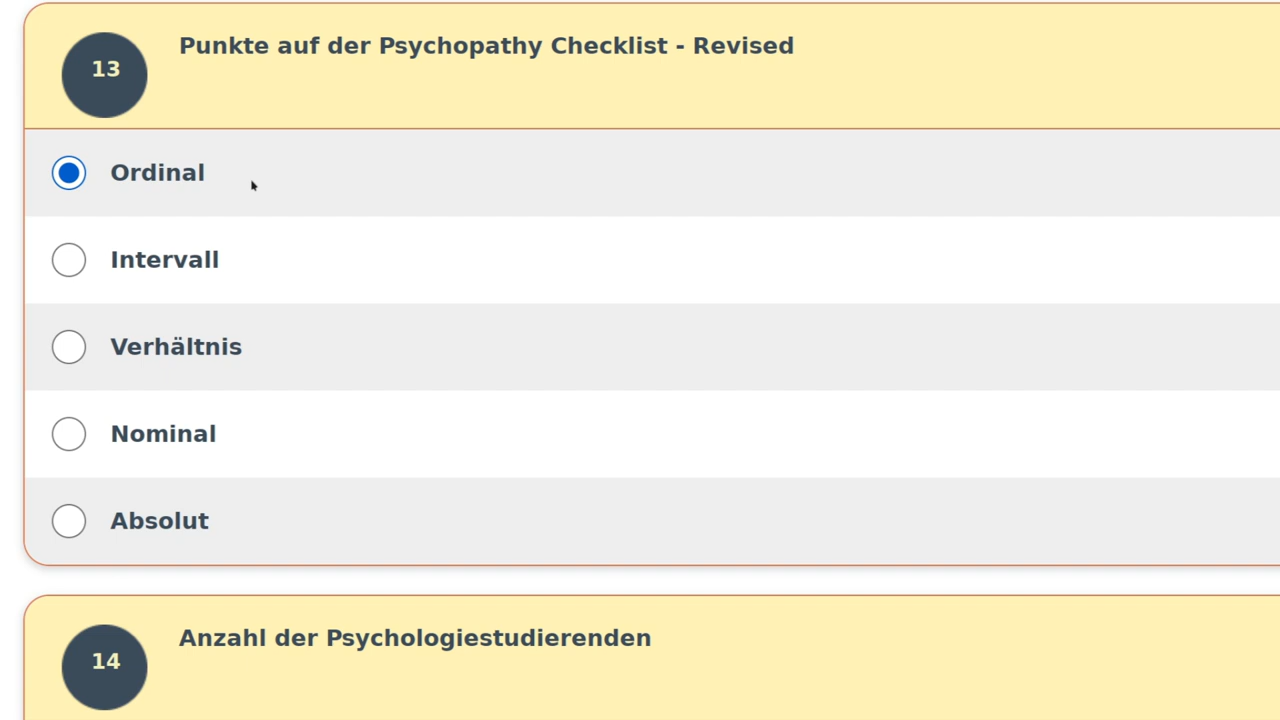 13
Punkte auf der Psychopathy Checklist - Revised
Ordinal
Intervall
Verhältnis
Nominal
Absolut
14
Anzahl der Psychologiestudierenden